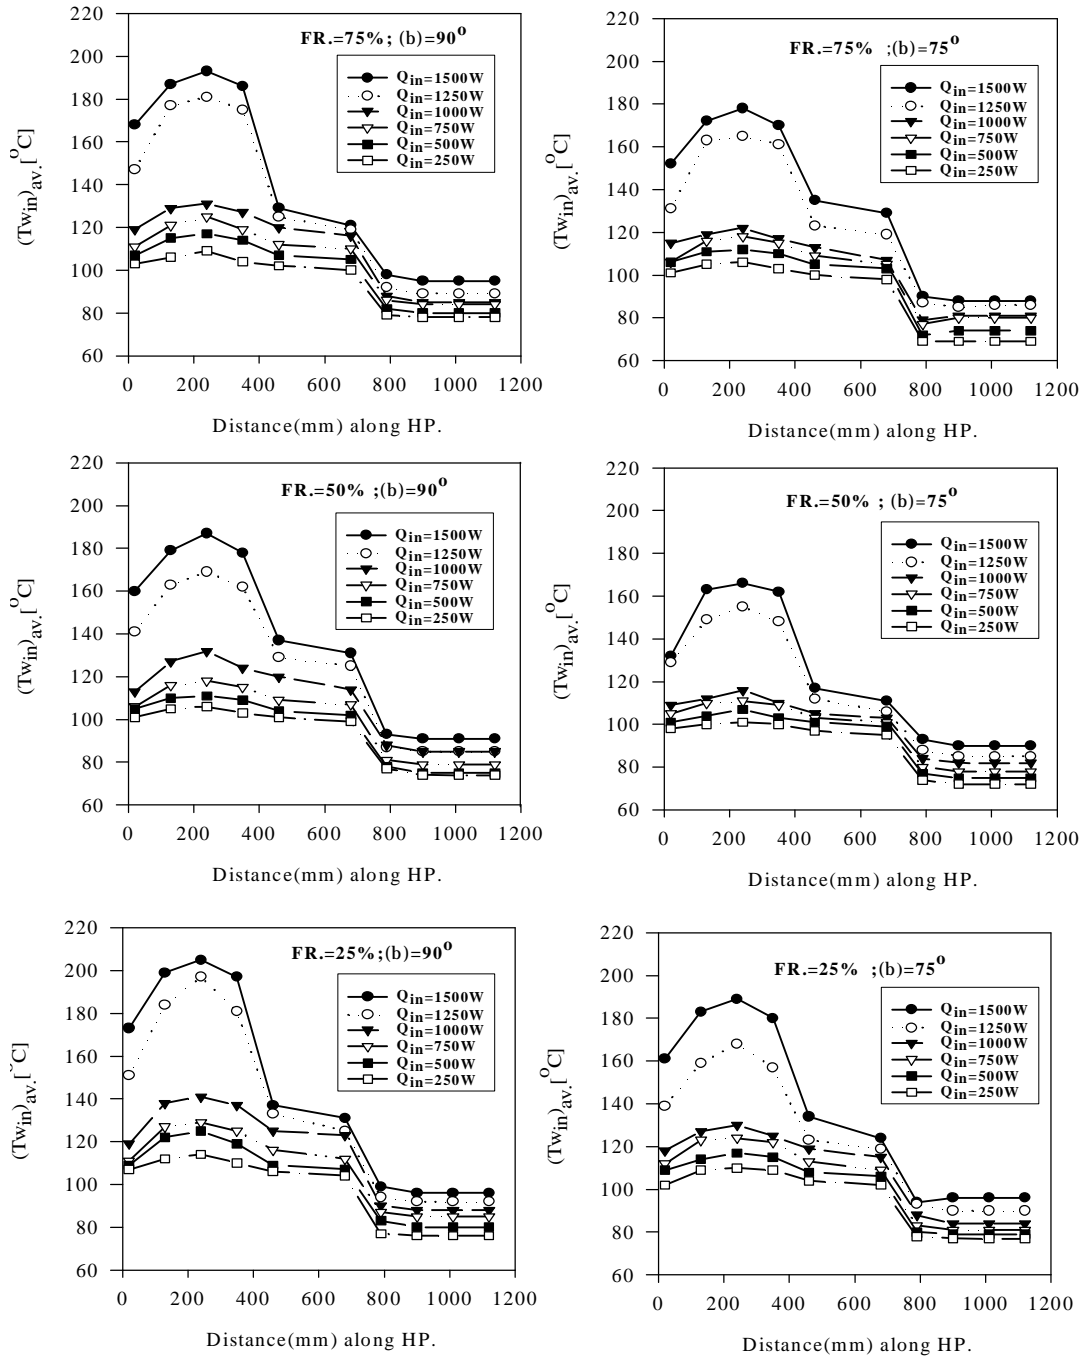 FR.=75%; (b)=90°
(Tw_in)_av.[°C]
220
200
180
160
140
120
100
80
60
Q_in=1500W
Q_in=1250W
Q_in=1000W
Q_in=750W
Q_in=500W
Q_in=250W
0 200 400 600 800 1000 1200
Distance(mm) along HP.
FR.=75% ;(b)=75°
(Tw_in)_av.[°C]
220
200
180
160
140
120
100
80
60
Q_in=1500W
Q_in=1250W
Q_in=1000W
Q_in=750W
Q_in=500W
Q_in=250W
0 200 400 600 800 1000 1200
Distance(mm) along HP.
FR.=50% ;(b)=90°
(Tw_in)_av.[°C]
220
200
180
160
140
120
100
80
60
Q_in=1500W
Q_in=1250W
Q_in=1000W
Q_in=750W
Q_in=500W
Q_in=250W
0 200 400 600 800 1000 1200
Distance(mm) along HP.
FR.=50% ; (b)=75°
(Tw_in)_av.[°C]
220
200
180
160
140
120
100
80
60
Q_in=1500W
Q_in=1250W
Q_in=1000W
Q_in=750W
Q_in=500W
Q_in=250W
0 200 400 600 800 1000 1200
Distance(mm) along HP.
FR.=25%;(b)=90°
(Tw_in)_av.[°C]
220
200
180
160
140
120
100
80
60
Q_in=1500W
Q_in=1250W
Q_in=1000W
Q_in=750W
Q_in=500W
Q_in=250W
0 200 400 600 800 1000 1200
Distance(mm) along HP.
FR.=25% ;(b)=75°
(Tw_in)_av.[°C]
220
200
180
160
140
120
100
80
60
Q_in=1500W
Q_in=1250W
Q_in=1000W
Q_in=750W
Q_in=500W
Q_in=250W
0 200 400 600 800 1000 1200
Distance(mm) along HP.